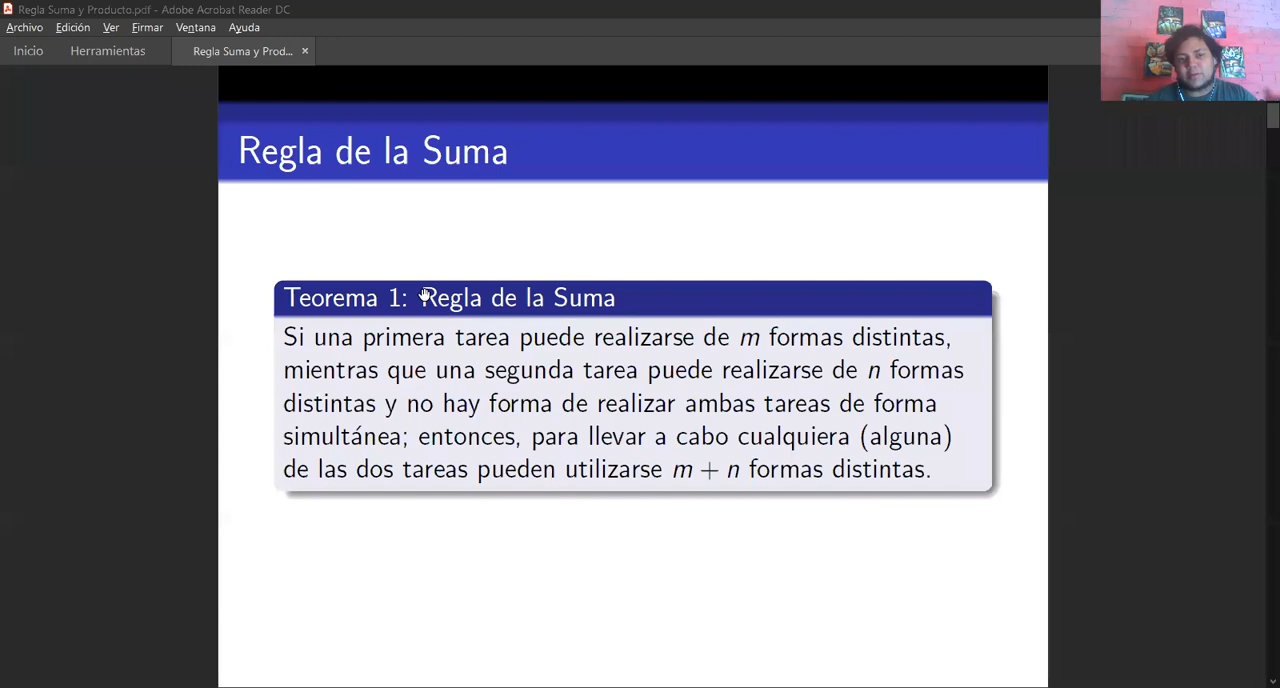 Regla Suma y Producto.pdf - Adobe Acrobat Reader DC
Archivo Edición Ver Firmar Ventana Ayuda
Inicio Herramientas Regla Suma y Prod... ×
Regla de la Suma
Teorema 1: Regla de la Suma
Si una primera tarea puede realizarse de m formas distintas,
mientras que una segunda tarea puede realizarse de n formas
distintas y no hay forma de realizar ambas tareas de forma
simultánea; entonces, para llevar a cabo cualquiera (alguna)
de las dos tareas pueden utilizarse m + n formas distintas.